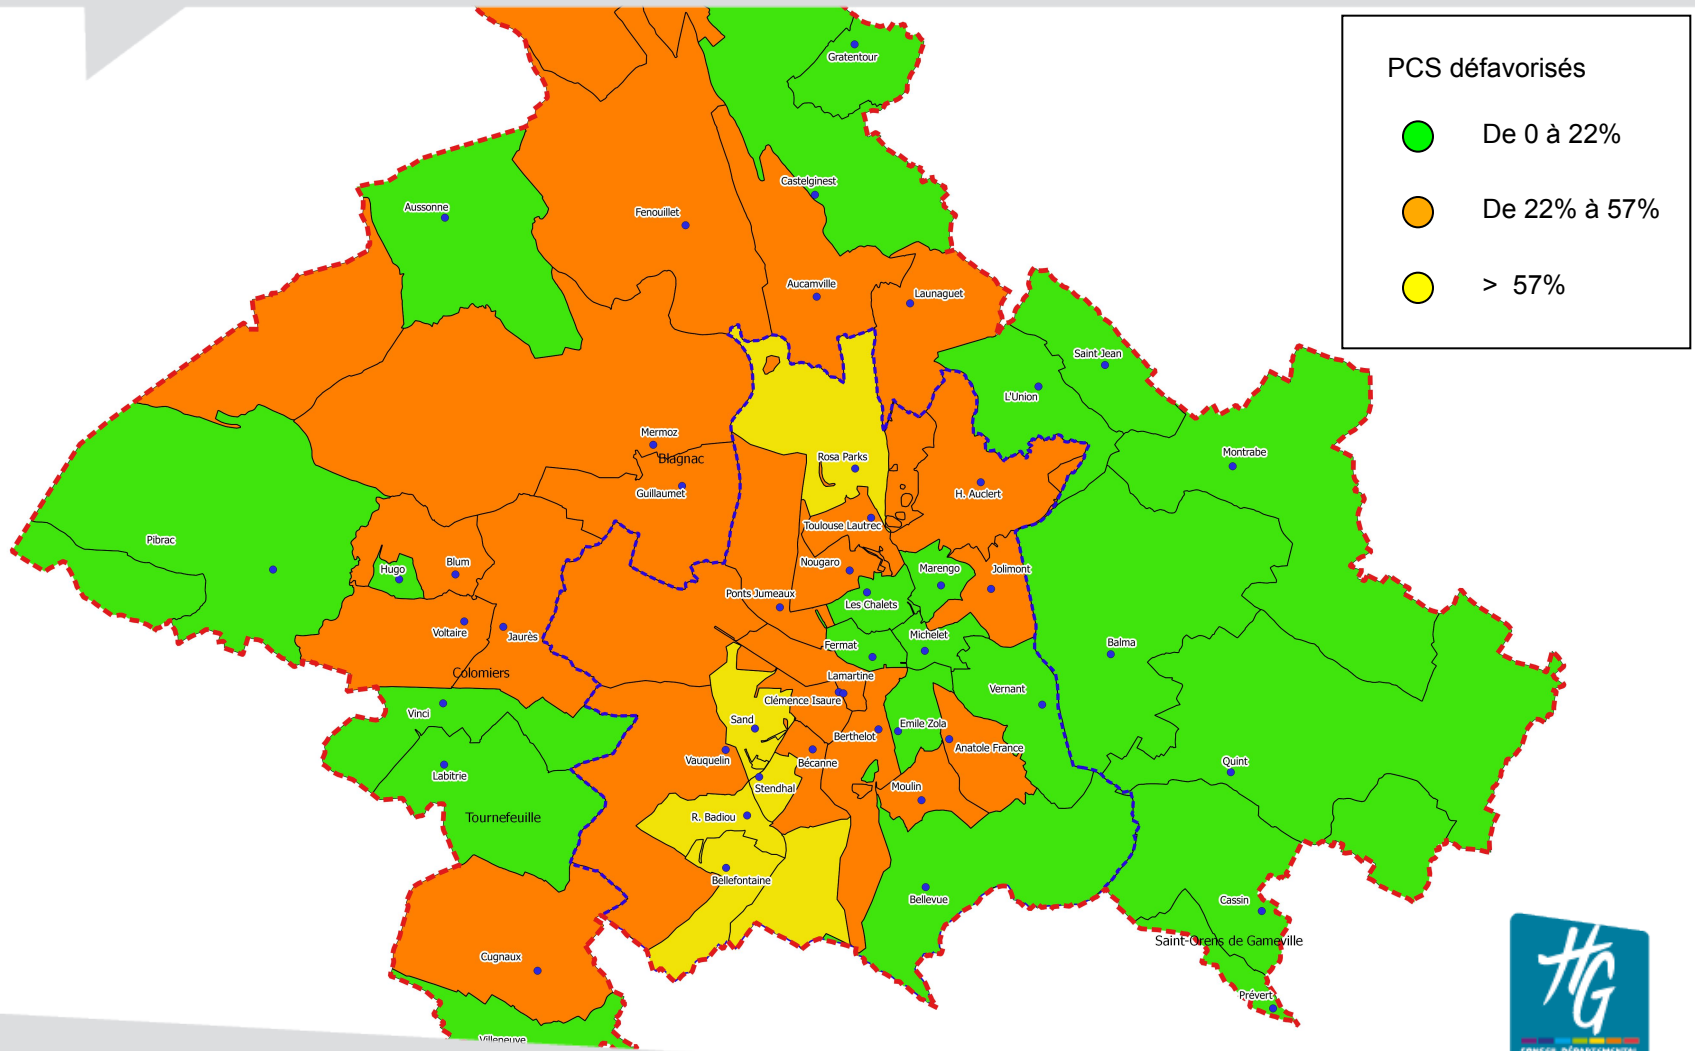 PCS défavorisés
De 0 à 22%
De 22% à 57%
> 57%
Gratentour
Castelginest
Aussonne
Fenouillet
Aucamville
Launaguet
Saint Jean
L'Union
Mermoz
Blagnac
Montrabe
Rosa Parks
Guillaumet
H. Auclert
Toulouse Lautrec
Pibrac
Hugo
Blum
Nougaro
Marengo
Jolimont
Ponts Jumeaux
Les Chalets
Voltaire
Jaurès
Fermat
Michelet
Balma
Colomiers
Lamartine
Vernant
Clémence Isaure
Vinci
Sand
Emile Zola
Berthelot
Anatole France
Vauquelin
Bécanne
Quint
Labitrie
Stendhal
Moulin
Tournefeuille
R. Badiou
Bellefontaine
Bellevue
Cassin
Saint-Orens de Gameville
Cugnaux
Prévert
Villeneuve
HG
CONSEIL DÉPARTEMENTAL